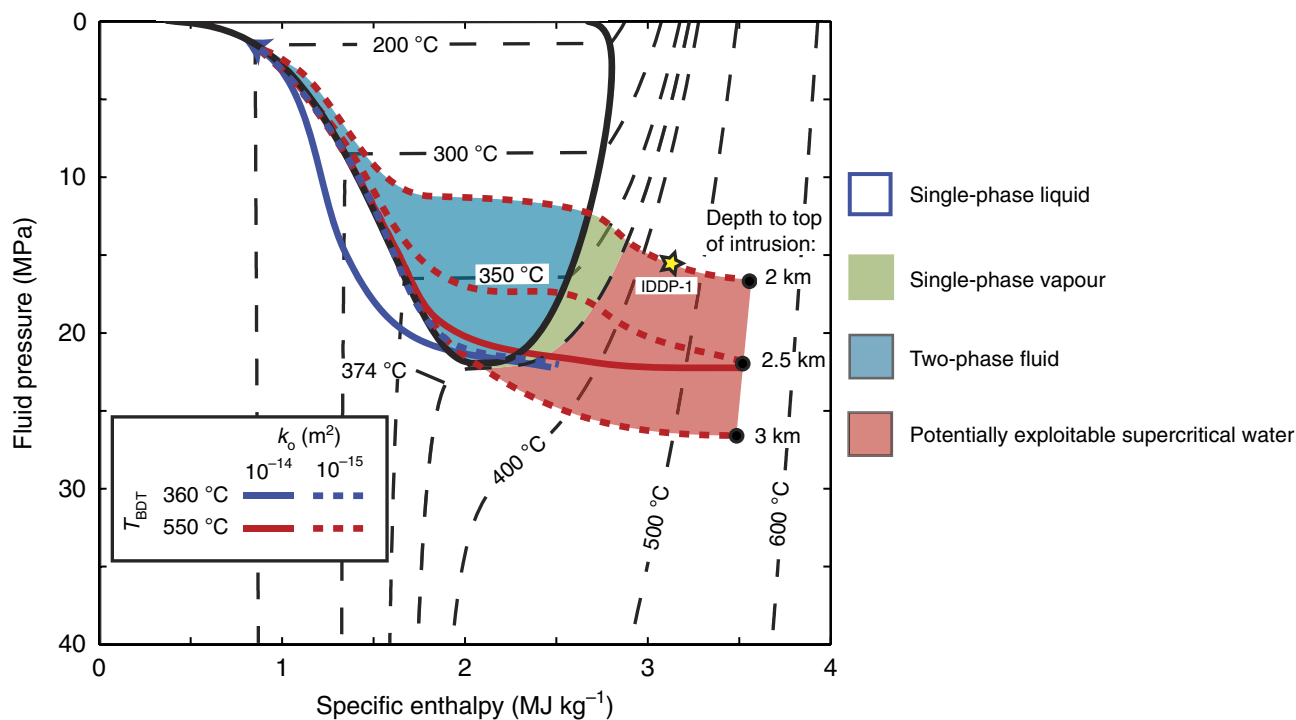 0
10
20
30
40
Fluid pressure (MPa)
0
1
2
3
4
Specific enthalpy (MJ kg⁻¹)
200 °C
300 °C
350 °C
374 °C
400 °C
500 °C
600 °C
Depth to top
of intrusion:
IDDP-1
2 km
2.5 km
3 km
kₒ (m²)
10⁻¹⁴ 10⁻¹⁵
T_BDT
360 °C
550 °C
Single-phase liquid
Single-phase vapour
Two-phase fluid
Potentially exploitable supercritical water